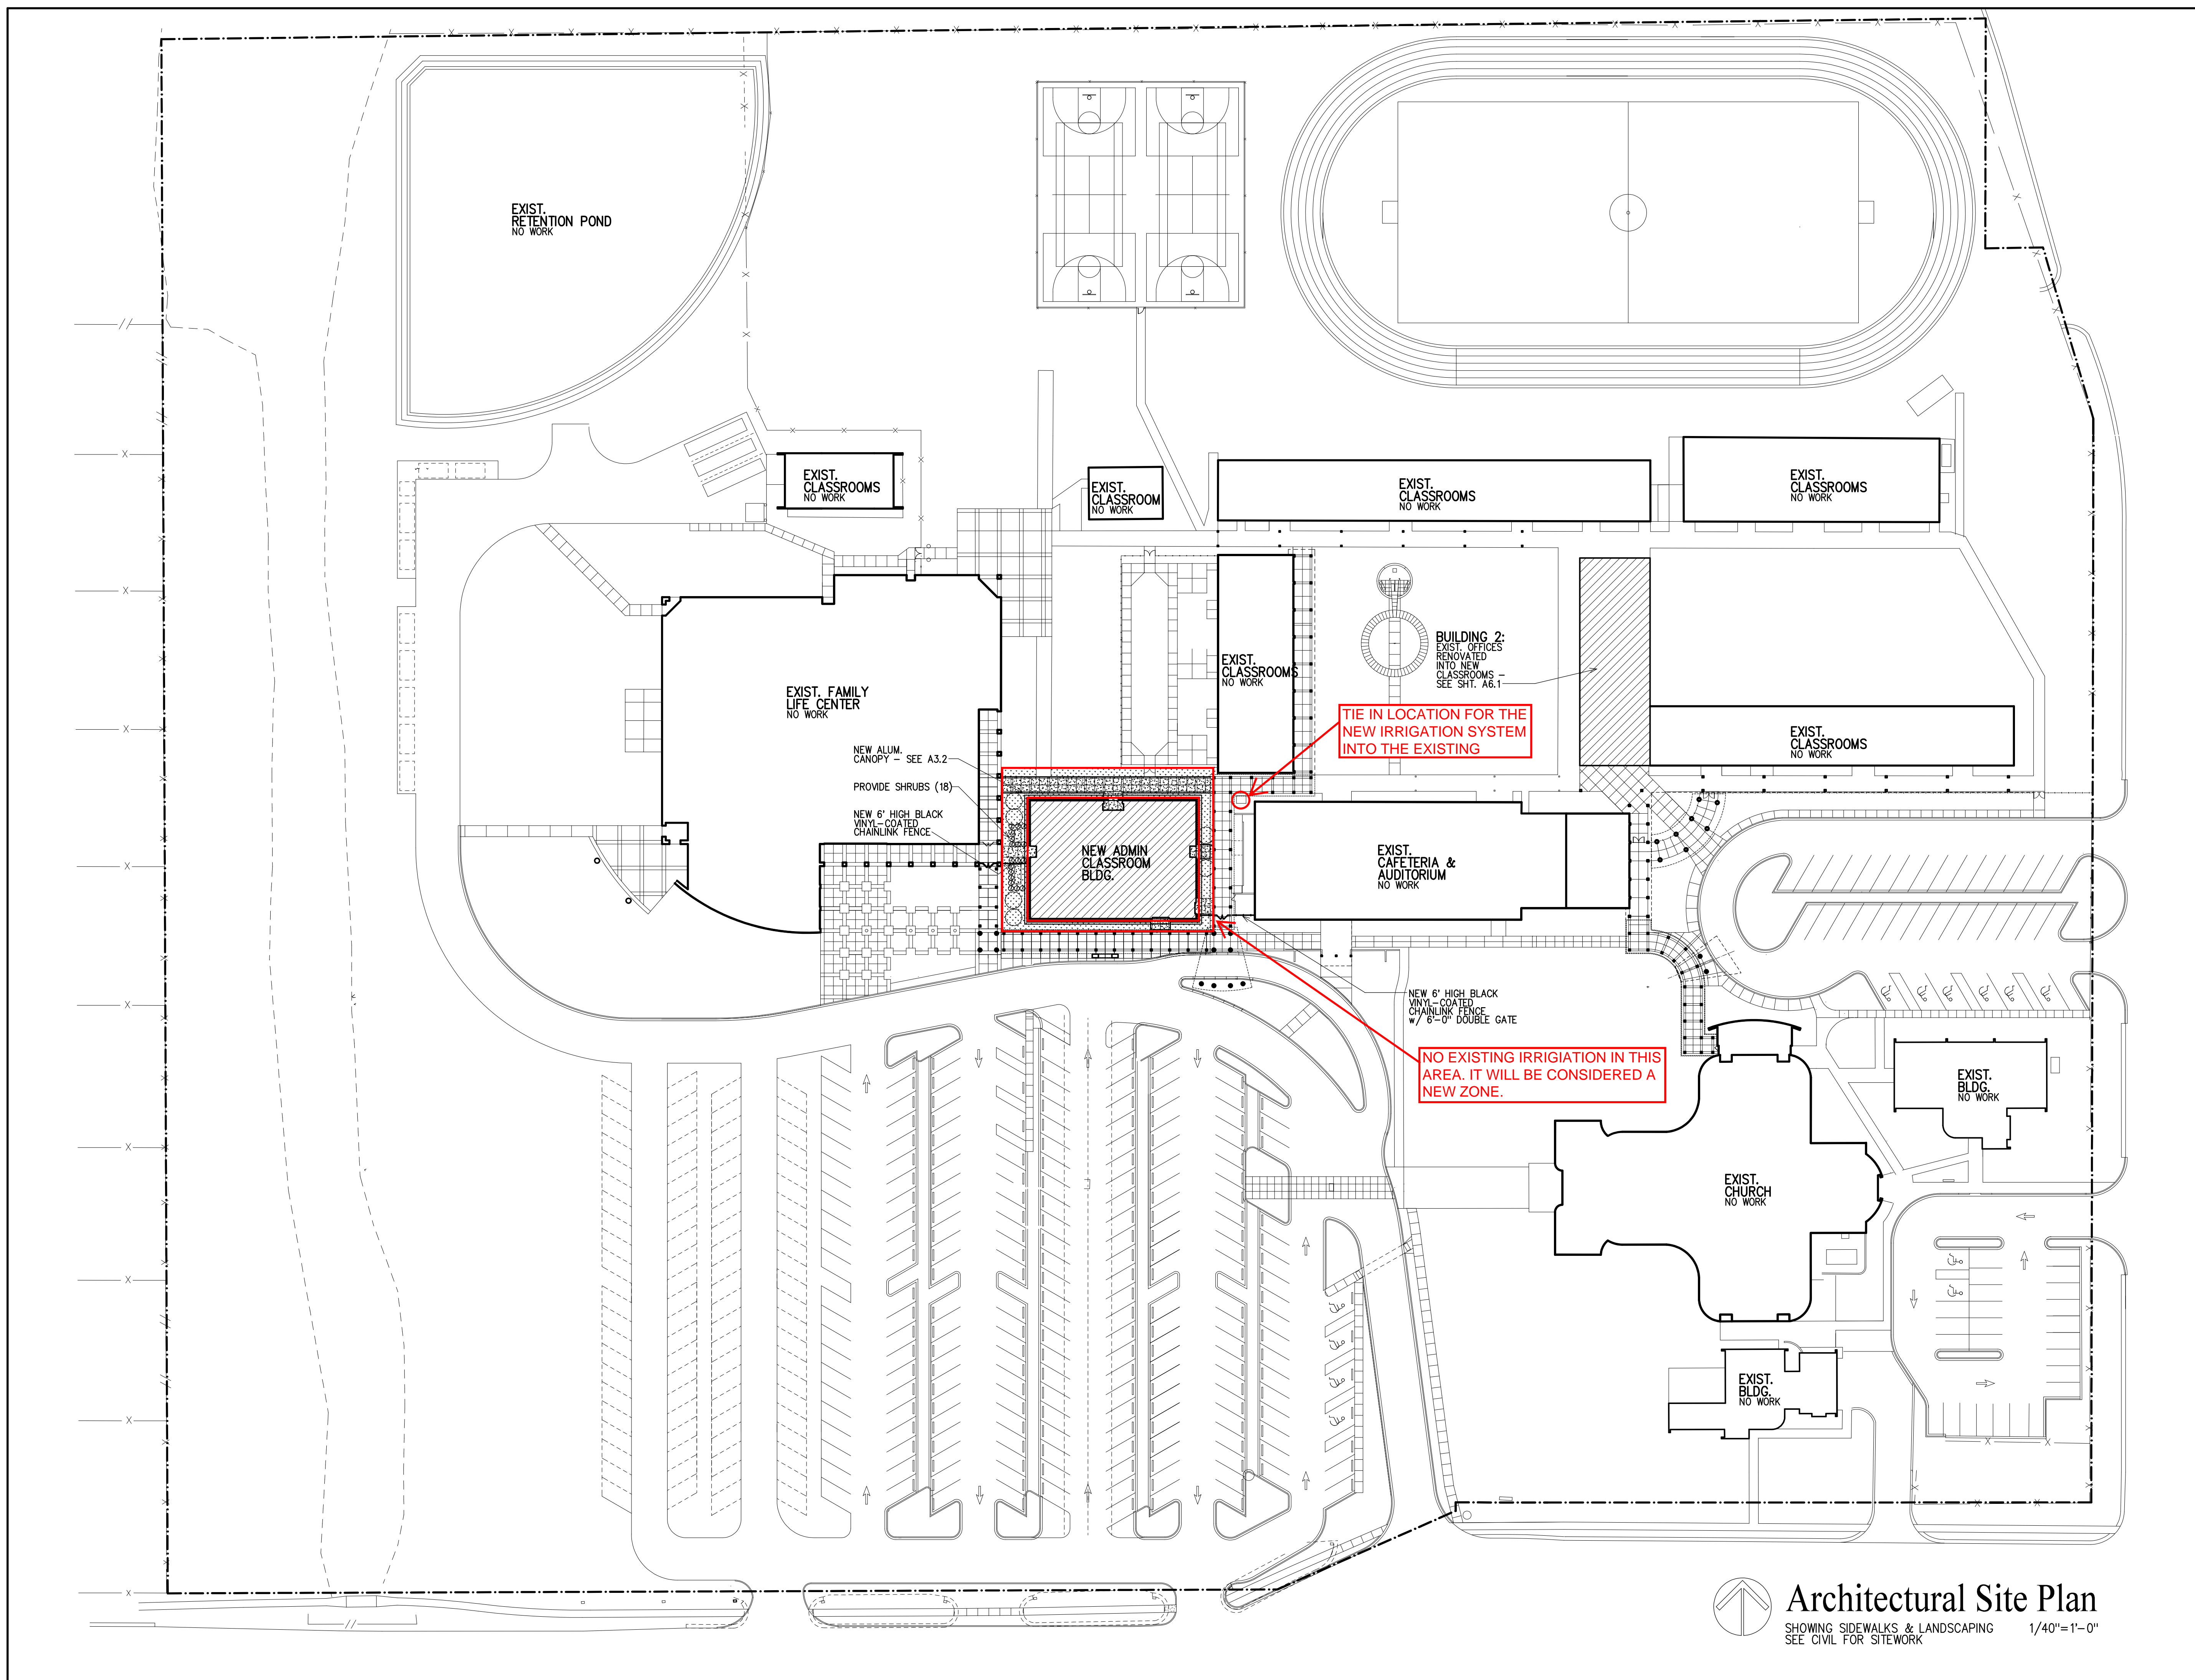 EXIST.
RETENTION POND
NO WORK
EXIST.
CLASSROOMS
NO WORK
EXIST.
CLASSROOM
NO WORK
EXIST.
CLASSROOMS
NO WORK
EXIST.
CLASSROOMS
NO WORK
EXIST. FAMILY
LIFE CENTER
NO WORK
EXIST.
CLASSROOMS
NO WORK
BUILDING 2:
EXIST. OFFICES
RENOVATED
INTO NEW
CLASSROOMS –
SEE SHT. A6.1
TIE IN LOCATION FOR THE
NEW IRRIGATION SYSTEM
INTO THE EXISTING
EXIST.
CLASSROOMS
NO WORK
NEW ALUM.
CANOPY – SEE A3.2
PROVIDE SHRUBS (18)
NEW 6' HIGH BLACK
VINYL–COATED
CHAINLINK FENCE
NEW ADMIN
CLASSROOM
BLDG.
EXIST.
CAFETERIA &
AUDITORIUM
NO WORK
NEW 6' HIGH BLACK
VINYL–COATED
CHAINLINK FENCE
w/ 6'–0" DOUBLE GATE
NO EXISTING IRRIGIATION IN THIS
AREA. IT WILL BE CONSIDERED A
NEW ZONE.
EXIST.
BLDG.
NO WORK
EXIST.
CHURCH
NO WORK
EXIST.
BLDG.
NO WORK
Architectural Site Plan
SHOWING SIDEWALKS & LANDSCAPING 1/40"=1'–0"
SEE CIVIL FOR SITEWORK